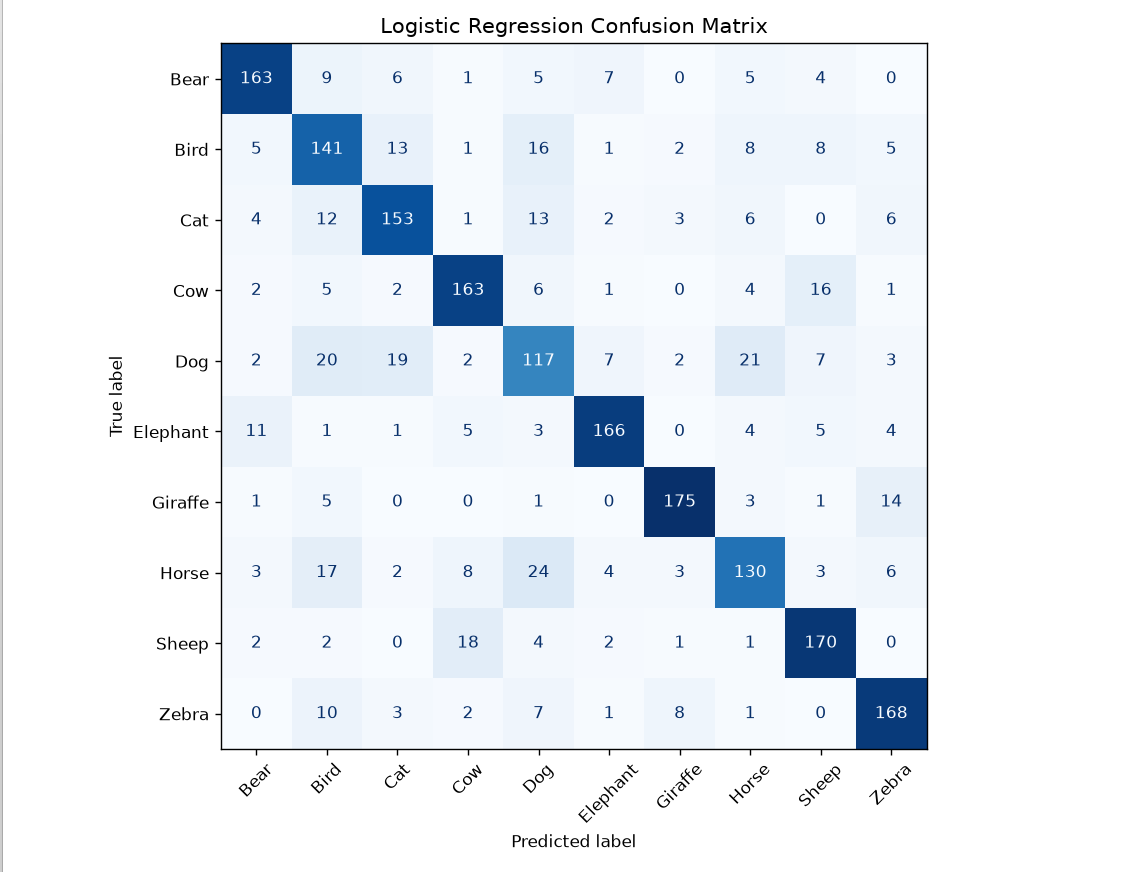 Logistic Regression Confusion Matrix
True label
Bear 163 9 6 1 5 7 0 5 4 0
Bird 5 141 13 1 16 1 2 8 8 5
Cat 4 12 153 1 13 2 3 6 0 6
Cow 2 5 2 163 6 1 0 4 16 1
Dog 2 20 19 2 117 7 2 21 7 3
Elephant 11 1 1 5 3 166 0 4 5 4
Giraffe 1 5 0 0 1 0 175 3 1 14
Horse 3 17 2 8 24 4 3 130 3 6
Sheep 2 2 0 18 4 2 1 1 170 0
Zebra 0 10 3 2 7 1 8 1 0 168
Bear Bird Cat Cow Dog Elephant Giraffe Horse Sheep Zebra
Predicted label